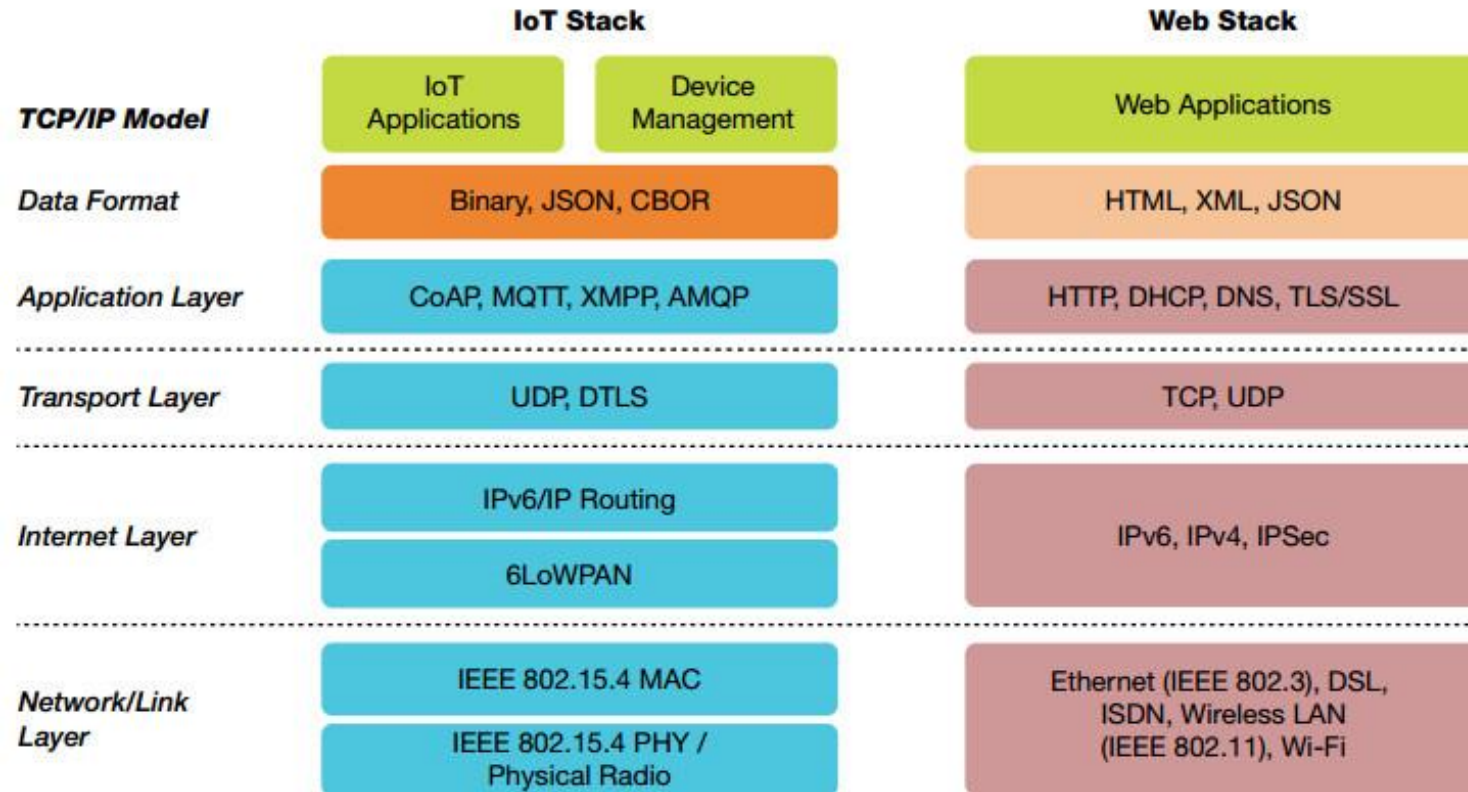 IoT Stack
Web Stack
TCP/IP Model
IoT
Applications
Device
Management
Web Applications
Data Format
Binary, JSON, CBOR
HTML, XML, JSON
Application Layer
CoAP, MQTT, XMPP, AMQP
HTTP, DHCP, DNS, TLS/SSL
Transport Layer
UDP, DTLS
TCP, UDP
Internet Layer
IPv6/IP Routing
6LoWPAN
IPv6, IPv4, IPSec
Network/Link
Layer
IEEE 802.15.4 MAC
IEEE 802.15.4 PHY /
Physical Radio
Ethernet (IEEE 802.3), DSL,
ISDN, Wireless LAN
(IEEE 802.11), Wi-Fi